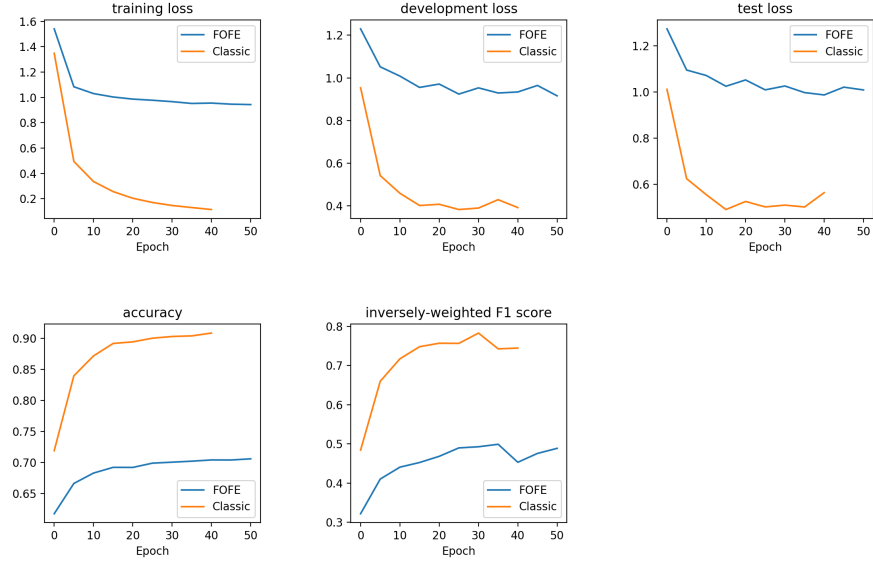 training loss
1.6
1.4
1.2
1.0
0.8
0.6
0.4
0.2
0 10 20 30 40 50
Epoch
FOFE
Classic
development loss
1.2
1.0
0.8
0.6
0.4
0 10 20 30 40 50
Epoch
FOFE
Classic
test loss
1.2
1.0
0.8
0.6
0 10 20 30 40 50
Epoch
FOFE
Classic
accuracy
0.90
0.85
0.80
0.75
0.70
0.65
0 10 20 30 40 50
Epoch
FOFE
Classic
inversely-weighted F1 score
0.8
0.7
0.6
0.5
0.4
0.3
0 10 20 30 40 50
Epoch
FOFE
Classic